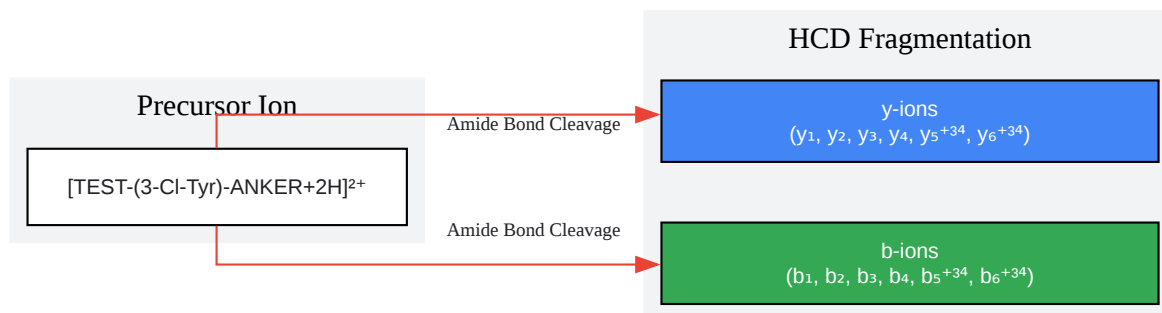 HCD Fragmentation
Precursor Ion
y-ions
(y₁, y₂, y₃, y₄, y₅⁺³⁴, y₆⁺³⁴)
Amide Bond Cleavage
[TEST-(3-Cl-Tyr)-ANKER+2H]²⁺
Amide Bond Cleavage
b-ions
(b₁, b₂, b₃, b₄, b₅⁺³⁴, b₆⁺³⁴)